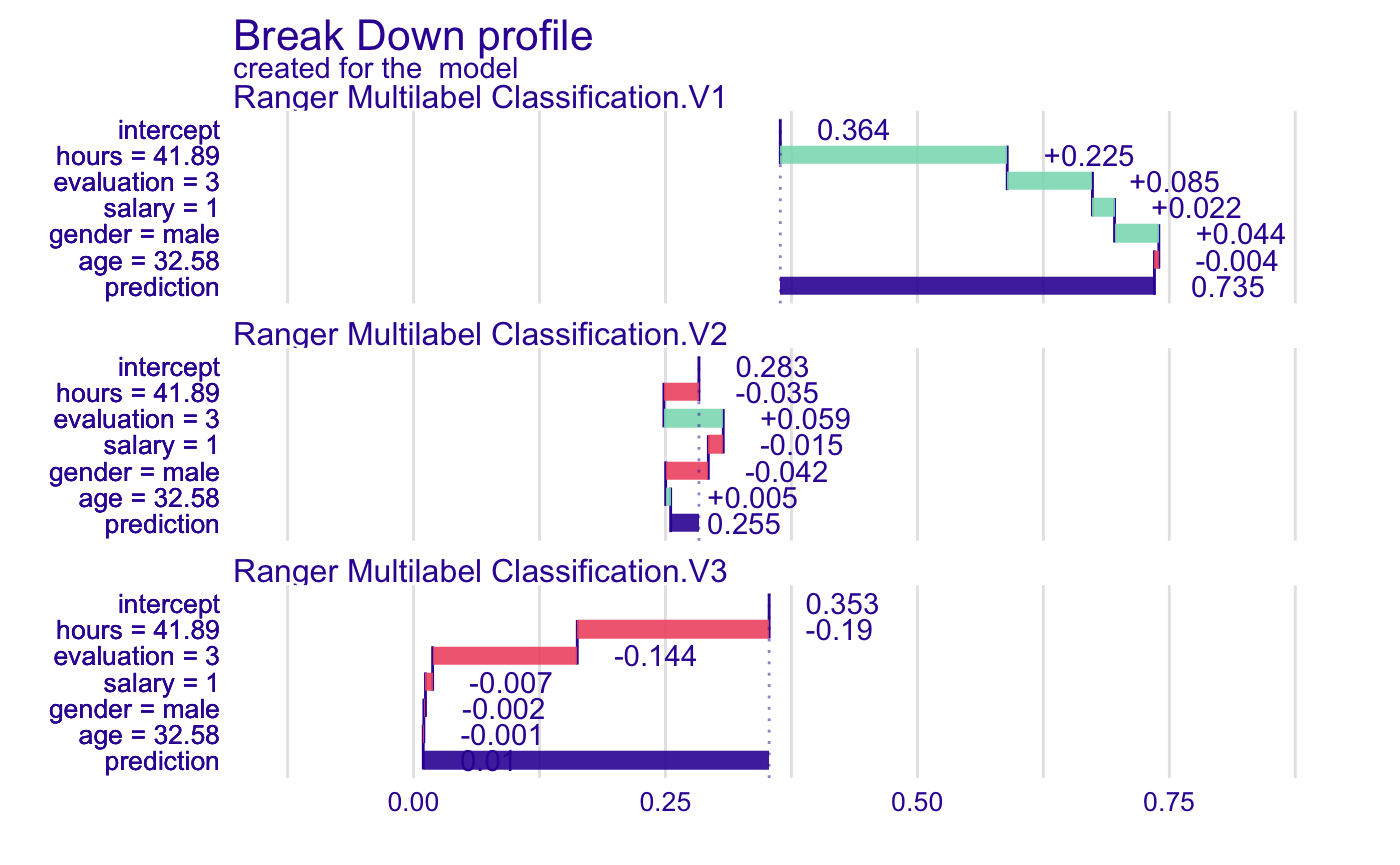 Break Down profile
created for the  model
Ranger Multilabel Classification.V1
intercept 0.364
hours = 41.89 +0.225
evaluation = 3 +0.085
salary = 1 +0.022
gender = male +0.044
age = 32.58 -0.004
prediction 0.735
Ranger Multilabel Classification.V2
intercept 0.283
hours = 41.89 -0.035
evaluation = 3 +0.059
salary = 1 -0.015
gender = male -0.042
age = 32.58 +0.005
prediction 0.255
Ranger Multilabel Classification.V3
intercept 0.353
hours = 41.89 -0.19
evaluation = 3 -0.144
salary = 1 -0.007
gender = male -0.002
age = 32.58 -0.001
prediction 0.01
0.00 0.25 0.50 0.75